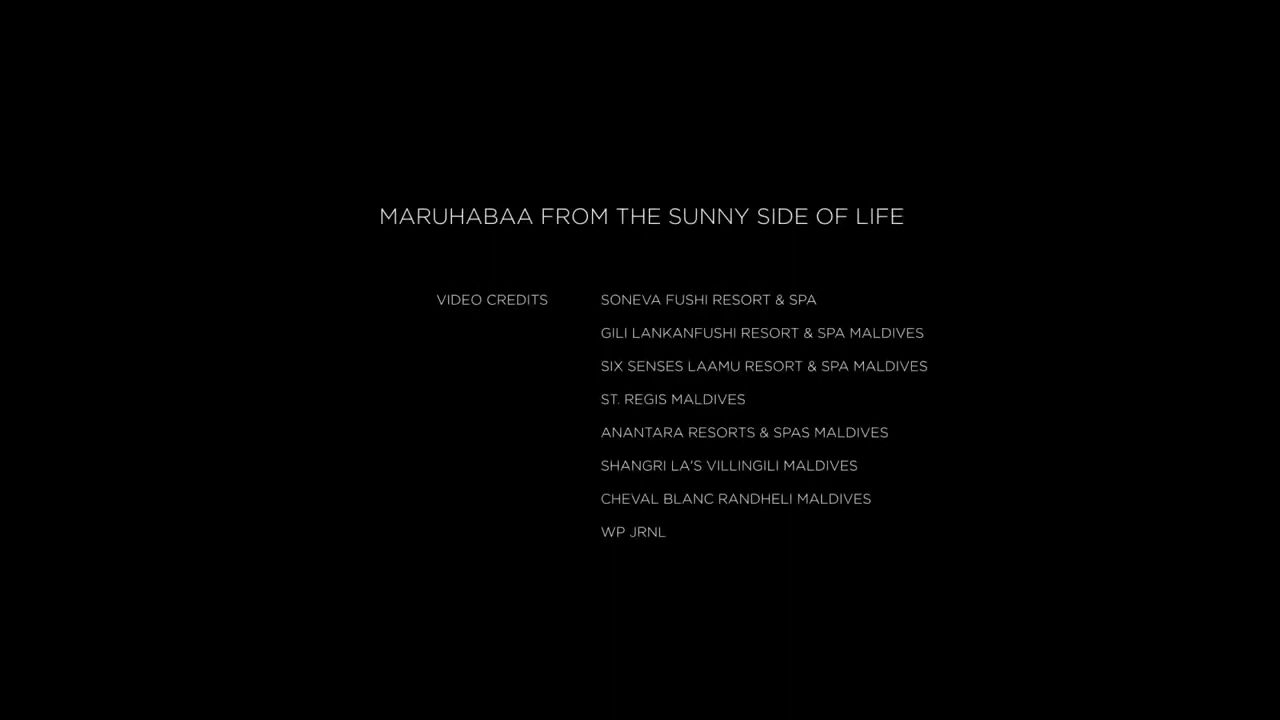 MARUHABAA FROM THE SUNNY SIDE OF LIFE
VIDEO CREDITS SONEVA FUSHI RESORT & SPA
GILI LANKANFUSHI RESORT & SPA MALDIVES
SIX SENSES LAAMU RESORT & SPA MALDIVES
ST. REGIS MALDIVES
ANANTARA RESORTS & SPAS MALDIVES
SHANGRI LA'S VILLINGILI MALDIVES
CHEVAL BLANC RANDHELI MALDIVES
WP JRNL